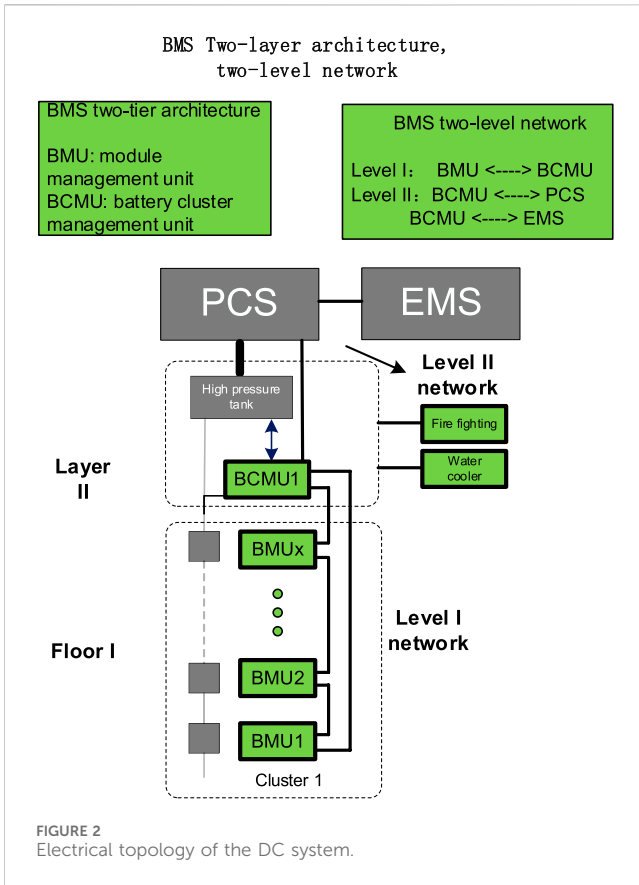 BMS Two-layer architecture,
two-level network
BMS two-tier architecture
BMU: module
management unit
BCMU: battery cluster
management unit
BMS two-level network
Level I: BMU <----> BCMU
Level II: BCMU <----> PCS
BCMU <----> EMS
PCS
EMS
Level II
network
High pressure
tank
Fire fighting
Water
cooler
Layer
II
BCMU1
BMUx
Level I
network
Floor I
BMU2
BMU1
Cluster 1
FIGURE 2
Electrical topology of the DC system.